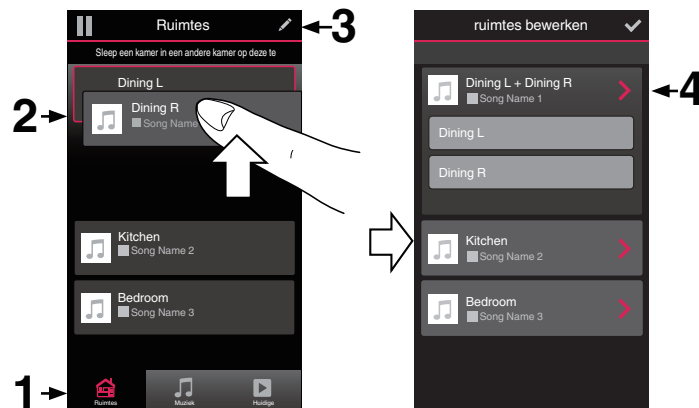 Ruimtes
3
Sleep een kamer in een andere kamer op deze te
Dining L
2
Dining R
Song Name
Kitchen
Song Name 2
Bedroom
Song Name 3
1
Ruimtes
Muziek
Huidige
ruimtes bewerken
Dining L + Dining R
Song Name 1
4
Dining L
Dining R
Kitchen
Song Name 2
Bedroom
Song Name 3